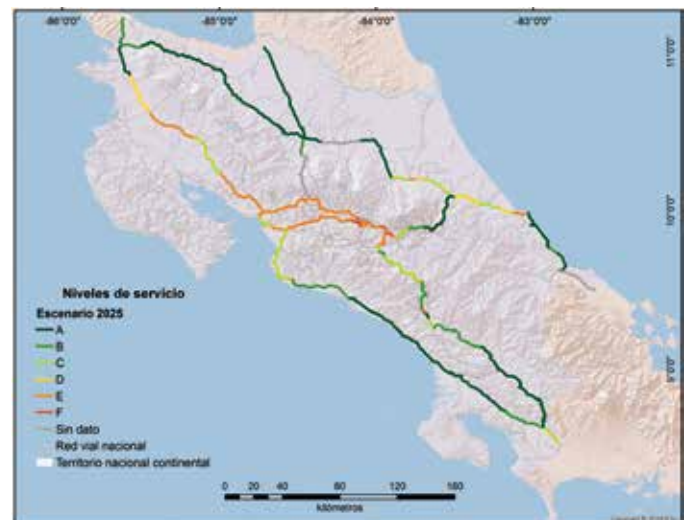 -86°0'0"
-85°0'0"
-84°0'0"
-83°0'0"
11°0'0"
10°0'0"
9°0'0"
Niveles de servicio
Escenario 2025
A
B
C
D
E
F
Sin dato
Red vial nacional
Territorio nacional continental
0 20 40 80 120 160
kilómetros